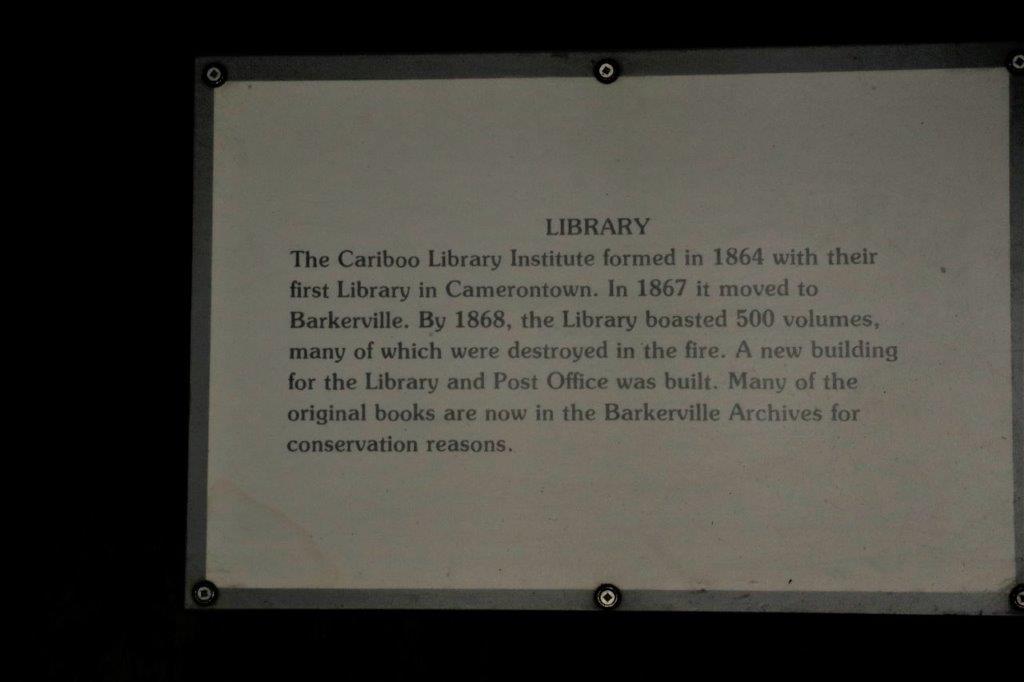 LIBRARY
The Cariboo Library Institute formed in 1864 with their
first Library in Camerontown. In 1867 it moved to
Barkerville. By 1868, the Library boasted 500 volumes,
many of which were destroyed in the fire. A new building
for the Library and Post Office was built. Many of the
original books are now in the Barkerville Archives for
conservation reasons.